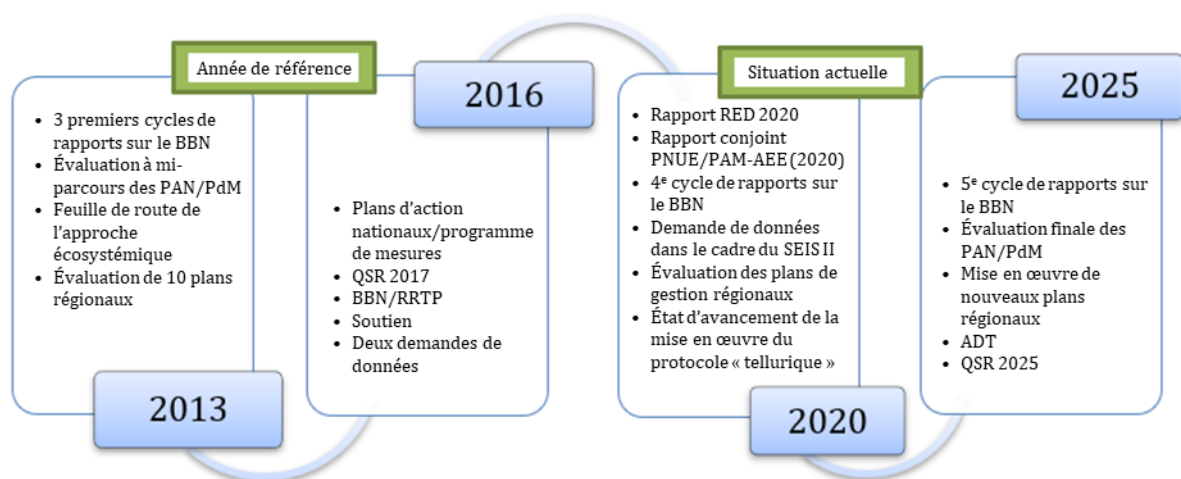 Année de référence
2013
• 3 premiers cycles de
rapports sur le BBN
• Évaluation à mi-
parcours des PAN/PdM
• Feuille de route de
l'approche
écosystémique
• Évaluation de 10 plans
régionaux
2016
• Plans d'action
nationaux/programme
de mesures
• QSR 2017
• BBN/RRTP
• Soutien
• Deux demandes de
données
Situation actuelle
• Rapport RED 2020
• Rapport conjoint
PNUE/PAM-AEE (2020)
• 4e cycle de rapports sur
le BBN
• Demande de données
dans le cadre du SEIS II
• Évaluation des plans de
gestion régionaux
• État d'avancement de la
mise en œuvre du
protocole « tellurique »
2020
2025
• 5e cycle de rapports sur
le BBN
• Évaluation finale des
PAN/PdM
• Mise en œuvre de
nouveaux plans
régionaux
• ADT
• QSR 2025